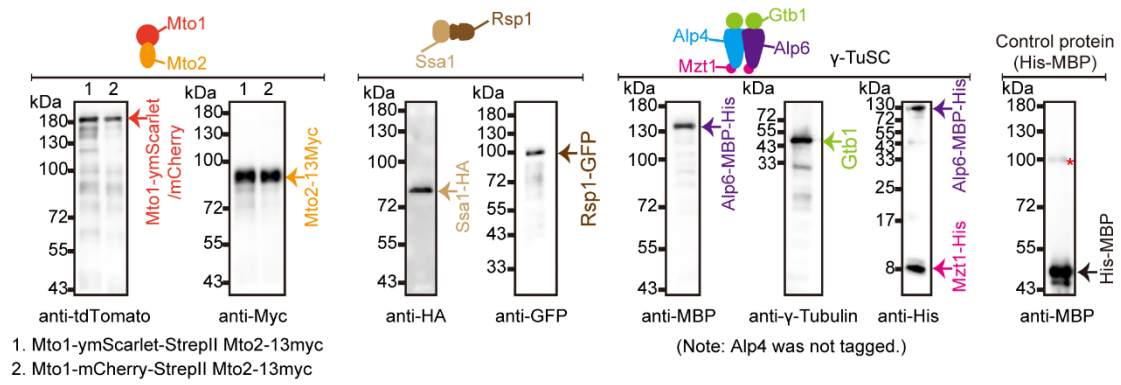 Mto1
Mto2
Ssa1
Rsp1
Gtb1
Alp4
Alp6
Mzt1
γ-TuSC
Control protein
(His-MBP)
1 2
kDa
180
130
100
72
55
43
Mto1-ymScarlet
/mCherry
anti-tdTomato
1 2
kDa
180
130
100
72
55
43
Mto2-13Myc
anti-Myc
kDa
180
130
100
72
55
43
Ssa1-HA
anti-HA
kDa
180
130
100
72
55
43
33
Rsp1-GFP
anti-GFP
kDa
180
130
100
72
55
43
Alp6-MBP-His
anti-MBP
kDa
72
55
43
33
Gtb1
anti-γ-Tubulin
kDa
130
72
55
43
33
25
17
8
Alp6-MBP-His
Mzt1-His
anti-His
kDa
180
130
100
72
55
43
*
His-MBP
anti-MBP
1. Mto1-ymScarlet-StrepII Mto2-13myc
2. Mto1-mCherry-StrepII Mto2-13myc
(Note: Alp4 was not tagged.)